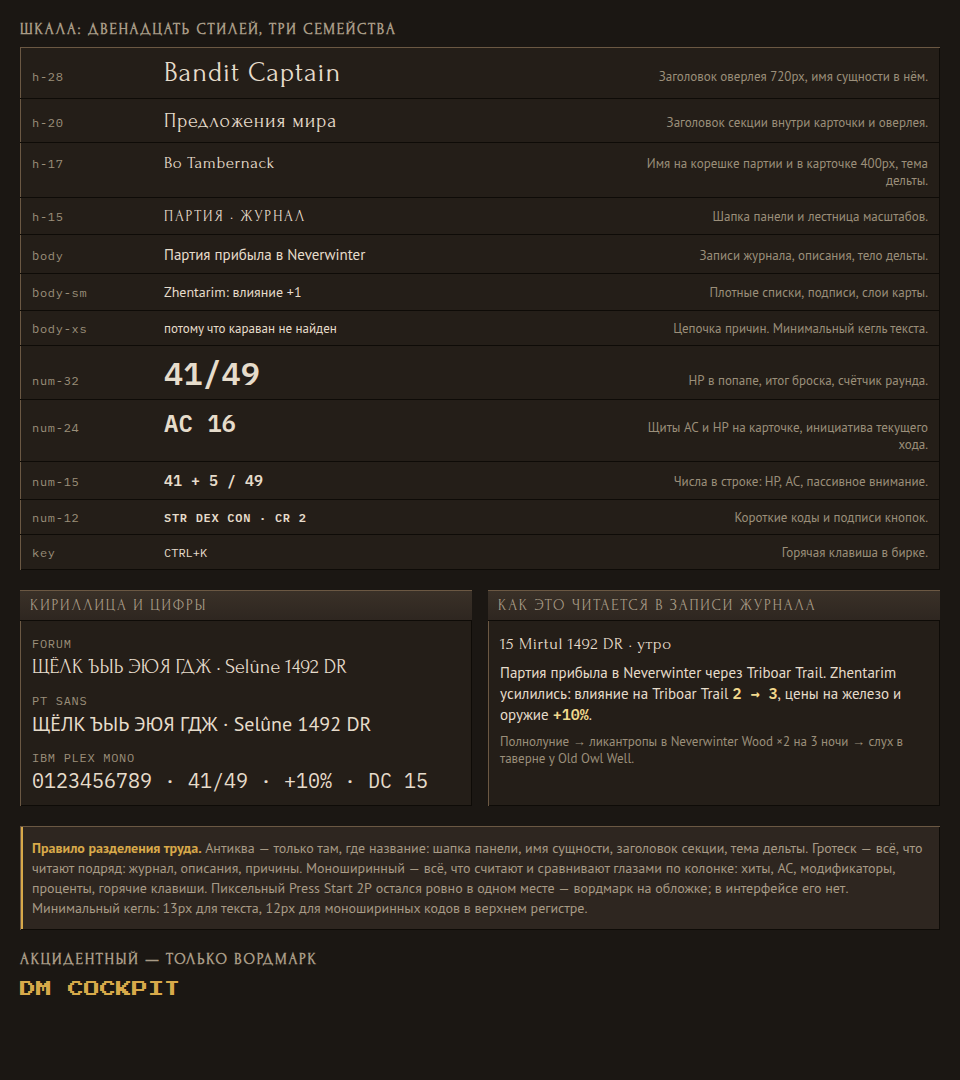 ШКАЛА: ДВЕНАДЦАТЬ СТИЛЕЙ, ТРИ СЕМЕЙСТВА
h-28 Bandit Captain Заголовок оверлея 720px, имя сущности в нём.
h-20 Предложения мира Заголовок секции внутри карточки и оверлея.
h-17 Bo Tambernack Имя на корешке партии и в карточке 400px, тема
дельты.
h-15 ПАРТИЯ · ЖУРНАЛ Шапка панели и лестница масштабов.
body Партия прибыла в Neverwinter Записи журнала, описания, тело дельты.
body-sm Zhentarim: влияние +1 Плотные списки, подписи, слои карты.
body-xs потому что караван не найден Цепочка причин. Минимальный кегль текста.
num-32 41/49 HP в попапе, итог броска, счётчик раунда.
num-24 AC 16 Щиты AC и HP на карточке, инициатива текущего
хода.
num-15 41 + 5 / 49 Числа в строке: HP, AC, пассивное внимание.
num-12 STR DEX CON · CR 2 Короткие коды и подписи кнопок.
key CTRL+K Горячая клавиша в бирке.
КИРИЛЛИЦА И ЦИФРЫ
FORUM
ЩЁЛК ЪЫЬ ЭЮЯ ГДЖ · Selûne 1492 DR
PT SANS
ЩЁЛК ЪЫЬ ЭЮЯ ГДЖ · Selûne 1492 DR
IBM PLEX MONO
0123456789 · 41/49 · +10% · DC 15
КАК ЭТО ЧИТАЕТСЯ В ЗАПИСИ ЖУРНАЛА
15 Mirtul 1492 DR · утро
Партия прибыла в Neverwinter через Triboar Trail. Zhentarim
усилились: влияние на Triboar Trail 2 → 3, цены на железо и
оружие +10%.
Полнолуние → ликантропы в Neverwinter Wood ×2 на 3 ночи → слух в
таверне у Old Owl Well.
Правило разделения труда. Антиква — только там, где название: шапка панели, имя сущности, заголовок секции, тема дельты. Гротеск — всё, что
читают подряд: журнал, описания, причины. Моноширинный — всё, что считают и сравнивают глазами по колонке: хиты, AC, модификаторы,
проценты, горячие клавиши. Пиксельный Press Start 2P остался ровно в одном месте — вордмарк на обложке; в интерфейсе его нет.
Минимальный кегль: 13px для текста, 12px для моноширинных кодов в верхнем регистре.
АКЦИДЕНТНЫЙ — ТОЛЬКО ВОРДМАРК
DM COCKPIT